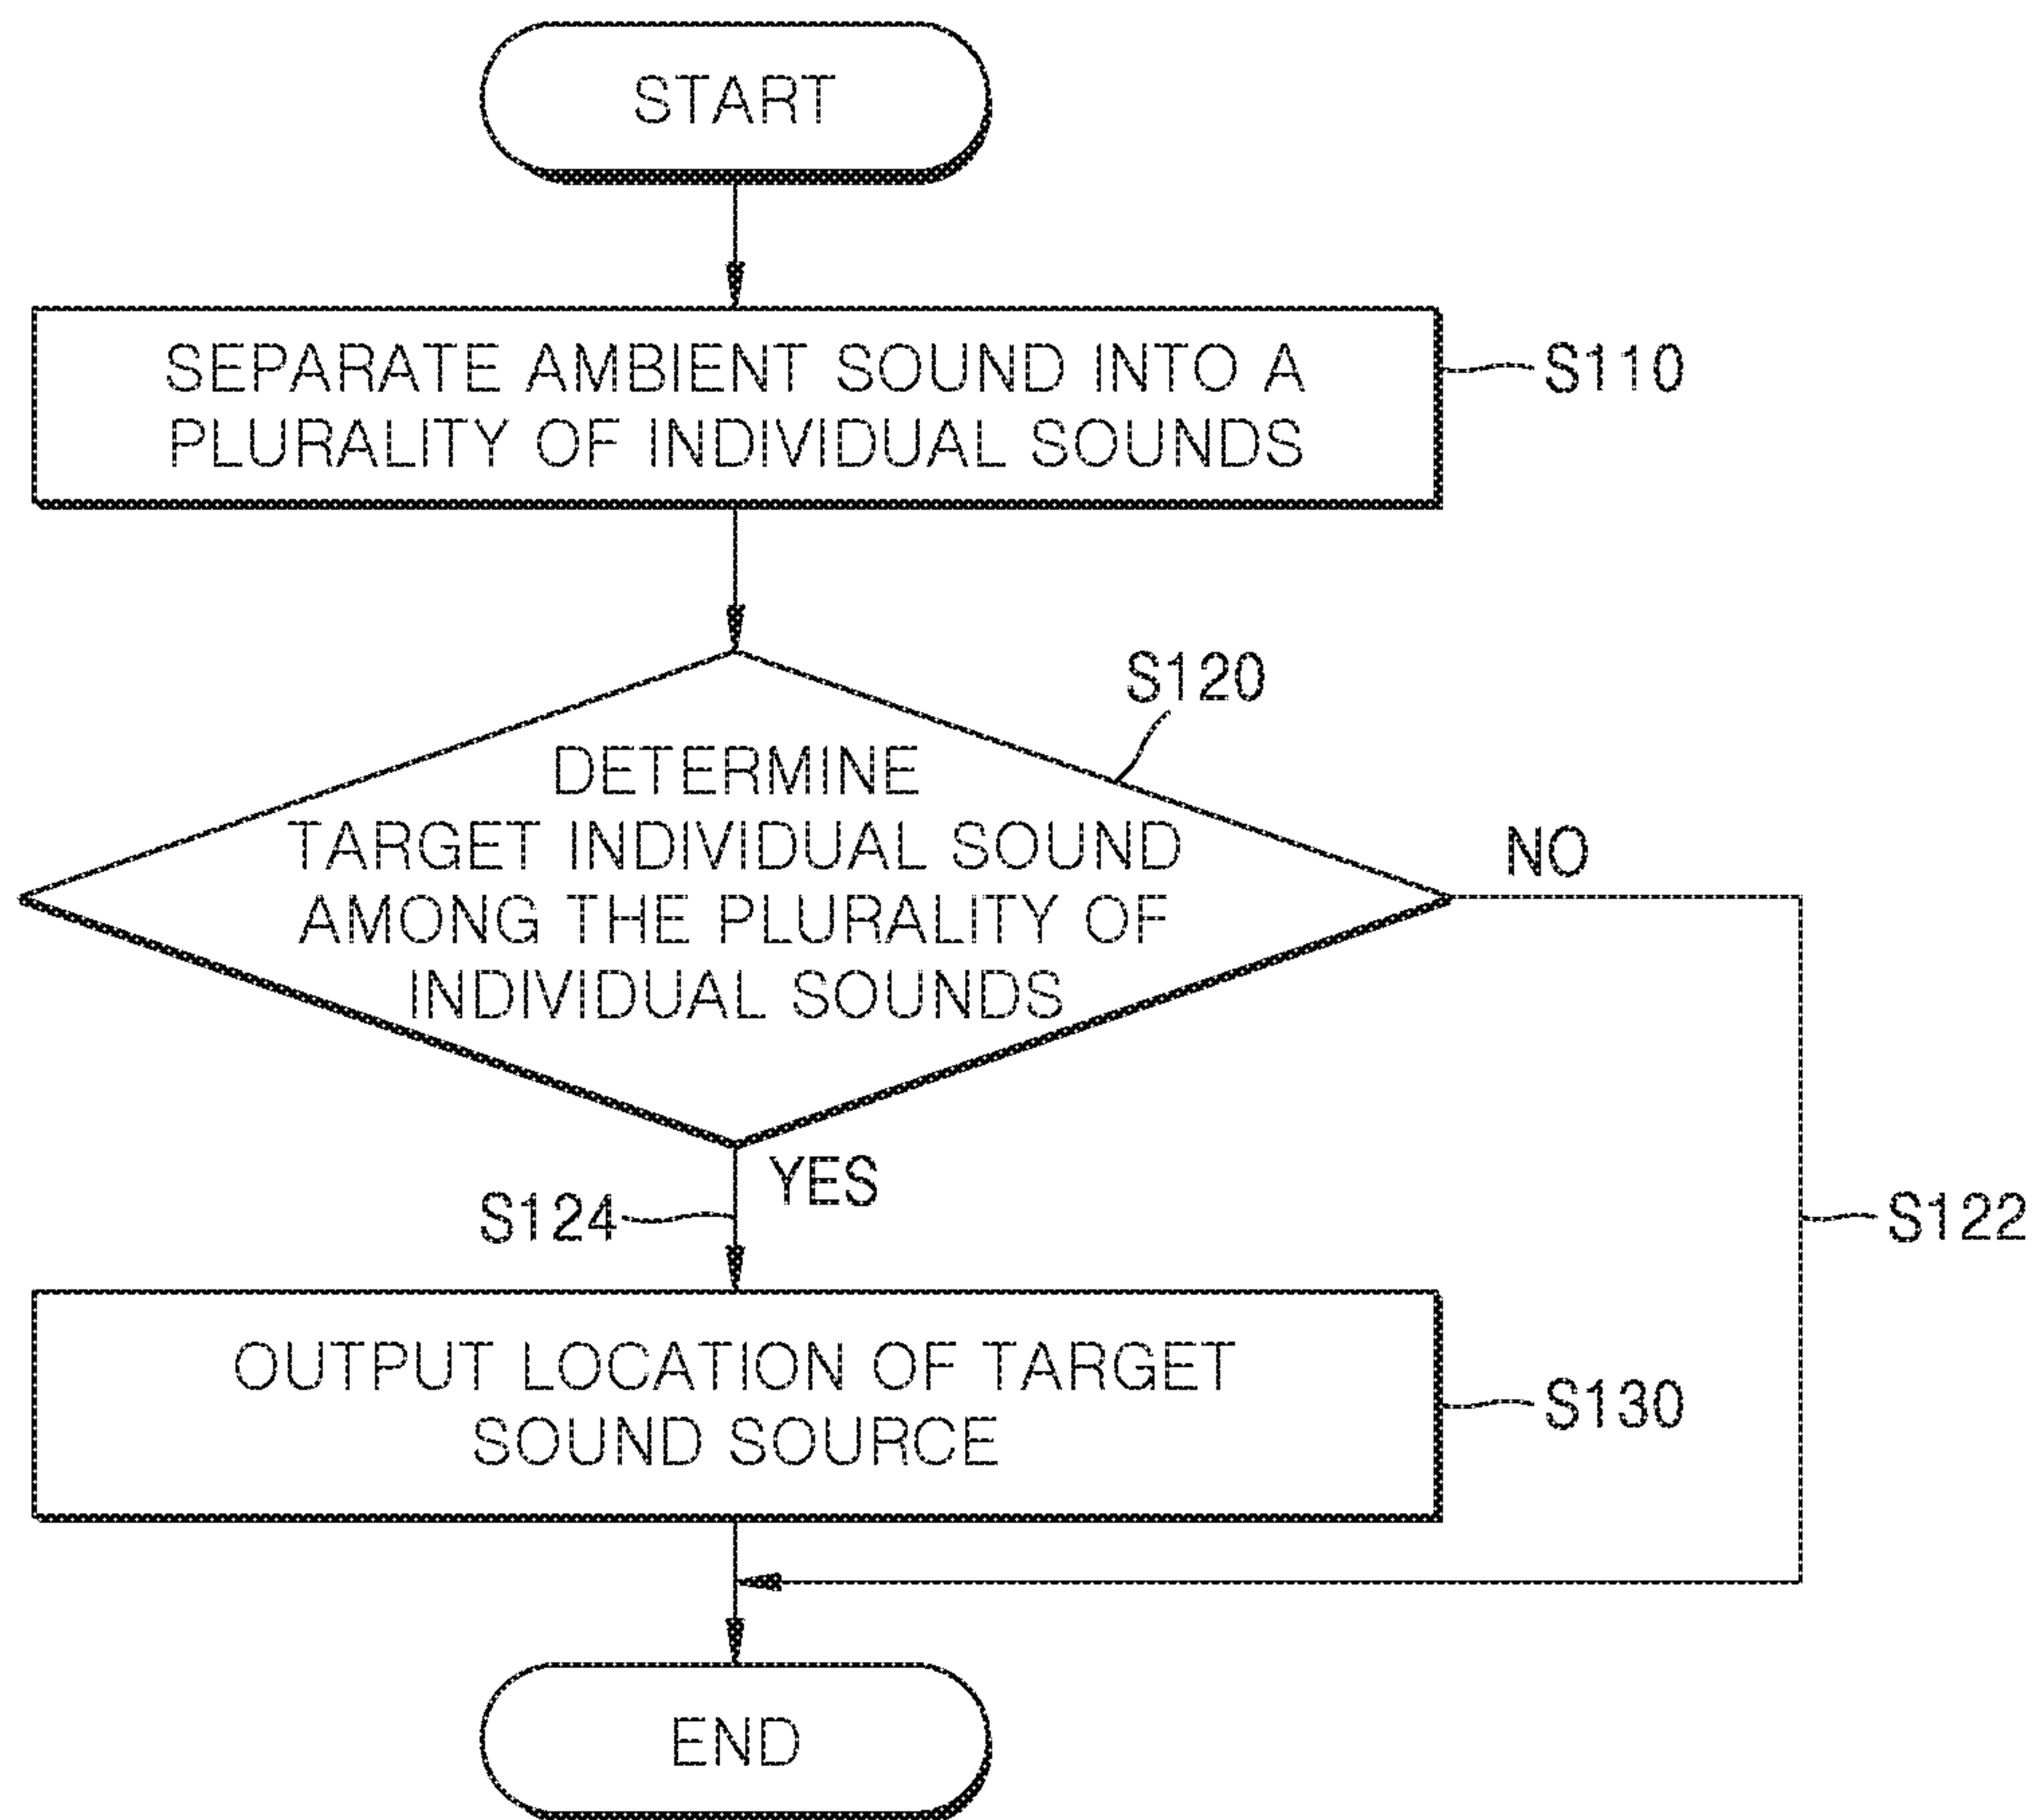 START
SEPARATE AMBIENT SOUND INTO A
PLURALITY OF INDIVIDUAL SOUNDS
S110
S120
DETERMINE
TARGET INDIVIDUAL SOUND
AMONG THE PLURALITY OF
INDIVIDUAL SOUNDS
NO
YES
S124
S122
OUTPUT LOCATION OF TARGET
SOUND SOURCE
S130
END